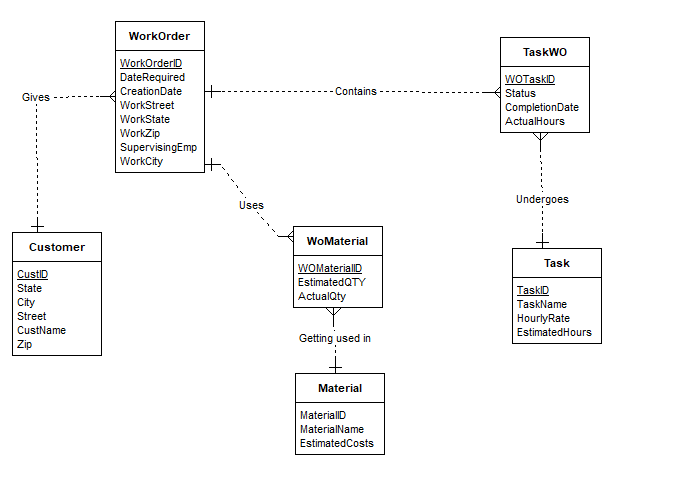 WorkOrder
WorkOrderID
DateRequired
CreationDate
WorkStreet
WorkState
WorkZip
SupervisingEmp
WorkCity
TaskWO
WOTaskID
Status
CompletionDate
ActualHours
Gives
Contains
Uses
Undergoes
Customer
CustID
State
City
Street
CustName
Zip
WoMaterial
WOMaterialID
EstimatedQTY
ActualQty
Task
TaskID
TaskName
HourlyRate
EstimatedHours
Getting used in
Material
MaterialID
MaterialName
EstimatedCosts